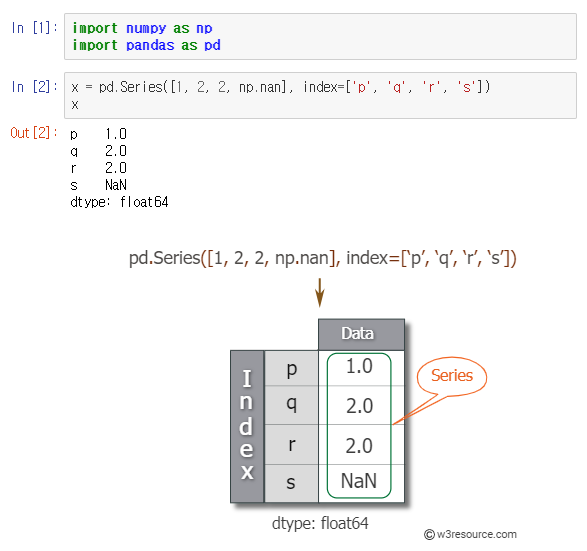 In [1]: import numpy as np
import pandas as pd
In [2]: x = pd.Series([1, 2, 2, np.nan], index=['p', 'q', 'r', 's'])
x
Out[2]: p 1.0
q 2.0
r 2.0
s NaN
dtype: float64
pd.Series([1, 2, 2, np.nan], index=[‘p’, ‘q’, ‘r’, ‘s’])
Data
Index
p 1.0
q 2.0
r 2.0
s NaN
Series
dtype: float64
© w3resource.com